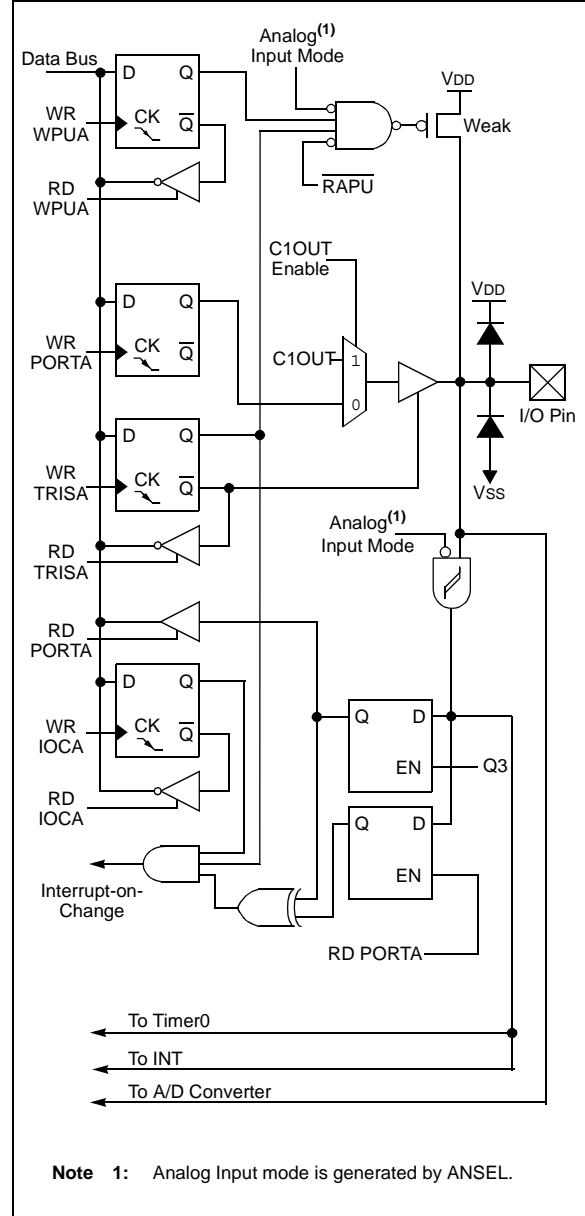 Analog(1)
Input Mode
Data Bus
D Q
VDD
WR
WPUA
CK Q
Weak
RD
WPUA
RAPU
C1OUT
Enable
VDD
D Q
C1OUT
1
WR
PORTA
CK Q
0
I/O Pin
D Q
WR
TRISA
CK Q
VSS
Analog(1)
Input Mode
RD
TRISA
RD
PORTA
D Q
Q D
WR
IOCA
CK Q
EN
Q3
RD
IOCA
Q D
EN
Interrupt-on-
Change
RD PORTA
To Timer0
To INT
To A/D Converter
Note 1: Analog Input mode is generated by ANSEL.